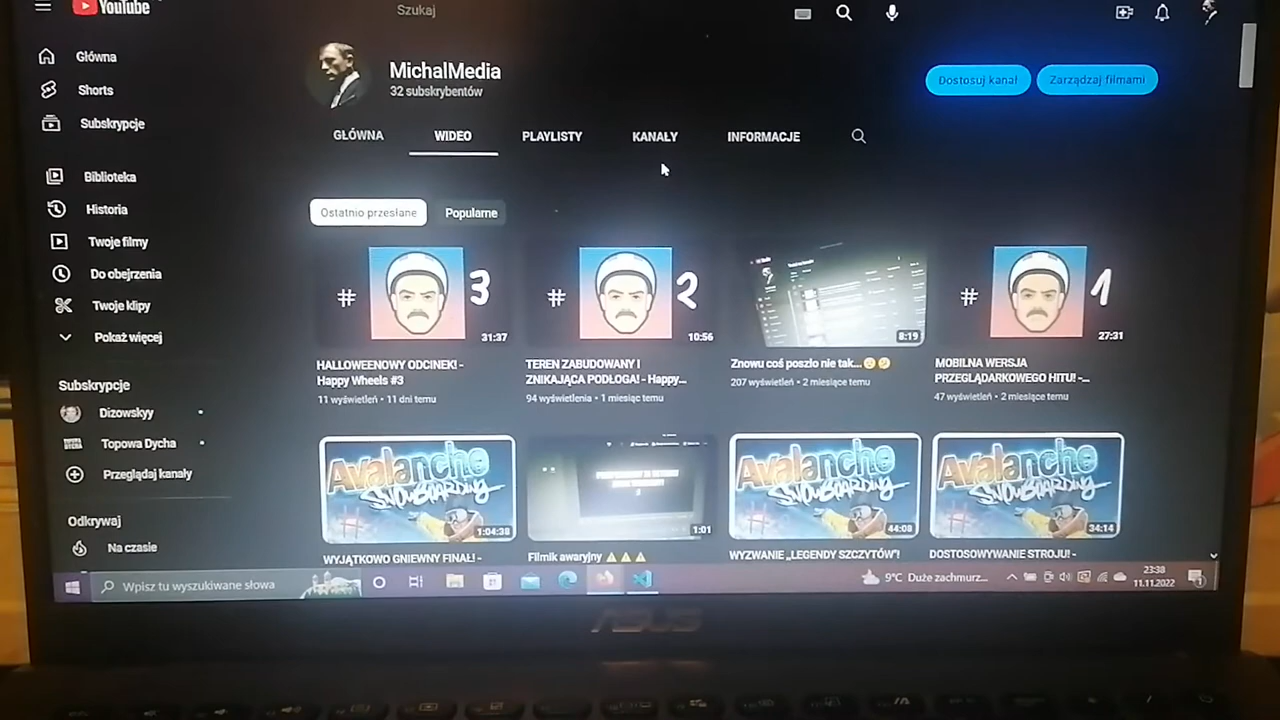 YouTube
Szukaj
Główna
Shorts
Subskrypcje
Biblioteka
Historia
Twoje filmy
Do obejrzenia
Twoje klipy
Pokaż więcej
Subskrypcje
Dizowskyy
Topowa Dycha
Przeglądaj kanały
Odkrywaj
Na czasie
MichalMedia
32 subskrybentów
Dostosuj kanał
Zarządzaj filmami
GŁÓWNA
WIDEO
PLAYLISTY
KANAŁY
INFORMACJE
Ostatnio przesłane
Popularne
# 3
31:37
HALLOWEENOWY ODCINEK! -
Happy Wheels #3
11 wyświetleń • 11 dni temu
# 2
10:56
TEREN ZABUDOWANY I
ZNIKAJĄCA PODŁOGA! - Happy...
94 wyświetlenia • 1 miesiąc temu
8:19
Znowu coś poszło nie tak...
207 wyświetleń • 2 miesiące temu
# 1
27:31
MOBILNA WERSJA
PRZEGLĄDARKOWEGO HITU! -...
47 wyświetleń • 2 miesiące temu
Avalanche
SNOWBOARDING
1:04:38
WYJĄTKOWO GNIEWNY FINAŁ! -
1:01
Filmik awaryjny
Avalanche
SNOWBOARDING
44:08
WYZWANIE „LEGENDY SZCZYTÓW"!
Avalanche
SNOWBOARDING
34:14
DOSTOSOWYWANIE STROJU! -
Wpisz tu wyszukiwane słowa
9°C Duże zachmurz...
23:38
11.11.2022
ASUS